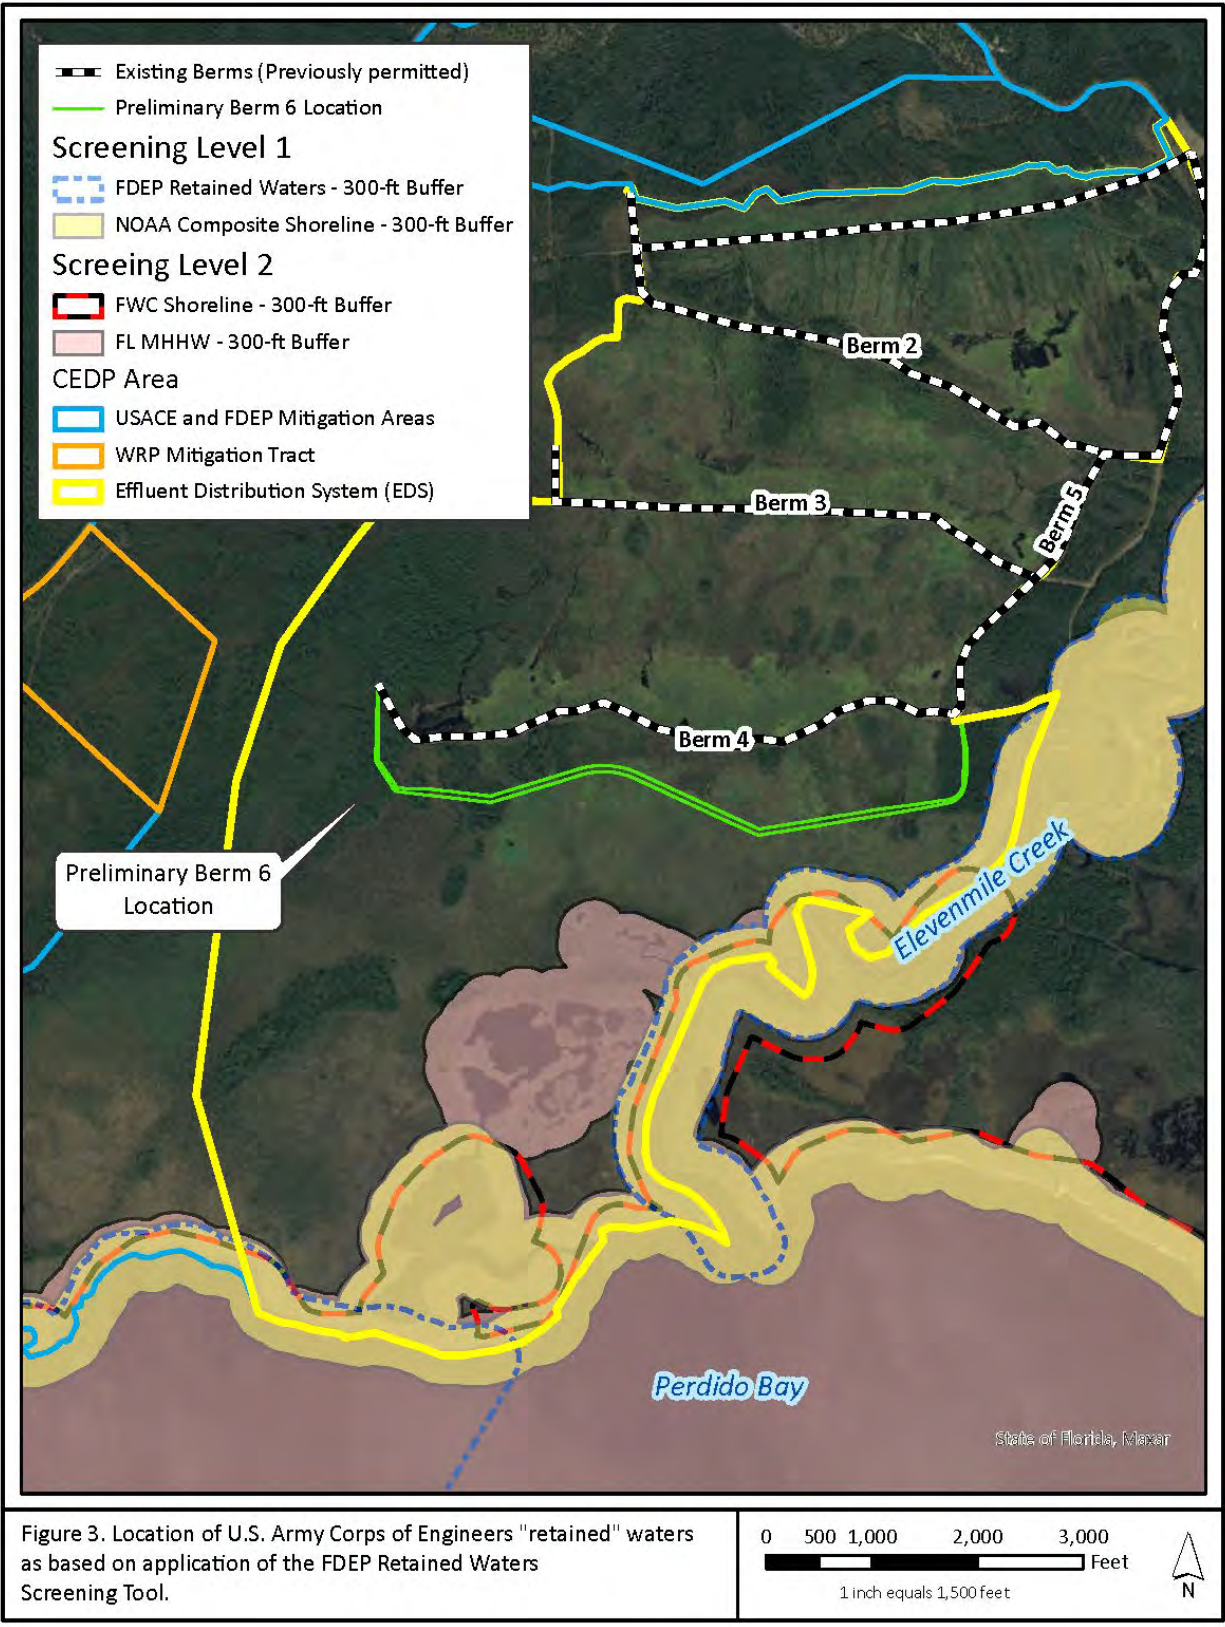 Existing Berms (Previously permitted)
Preliminary Berm 6 Location
Screening Level 1
FDEP Retained Waters - 300-ft Buffer
NOAA Composite Shoreline - 300-ft Buffer
Screeing Level 2
FWC Shoreline - 300-ft Buffer
FL MHHW - 300-ft Buffer
CEDP Area
USACE and FDEP Mitigation Areas
WRP Mitigation Tract
Effluent Distribution System (EDS)
Berm 2
Berm 3
Berm 5
Berm 4
Preliminary Berm 6
Location
Elevenmile Creek
Perdido Bay
State of Florida, Maxar
Figure 3. Location of U.S. Army Corps of Engineers "retained" waters
as based on application of the FDEP Retained Waters
Screening Tool.
0 500 1,000 2,000 3,000
Feet
1 inch equals 1,500 feet
N